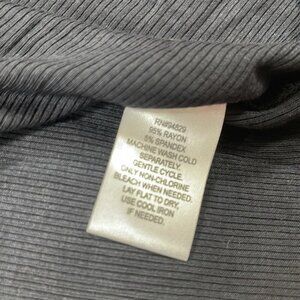 RN#94629
95% RAYON
5% SPANDEX
MACHINE WASH COLD
SEPARATELY.
GENTLE CYCLE.
ONLY NON-CHLORINE
BLEACH WHEN NEEDED.
LAY FLAT TO DRY.
USE COOL IRON
IF NEEDED.